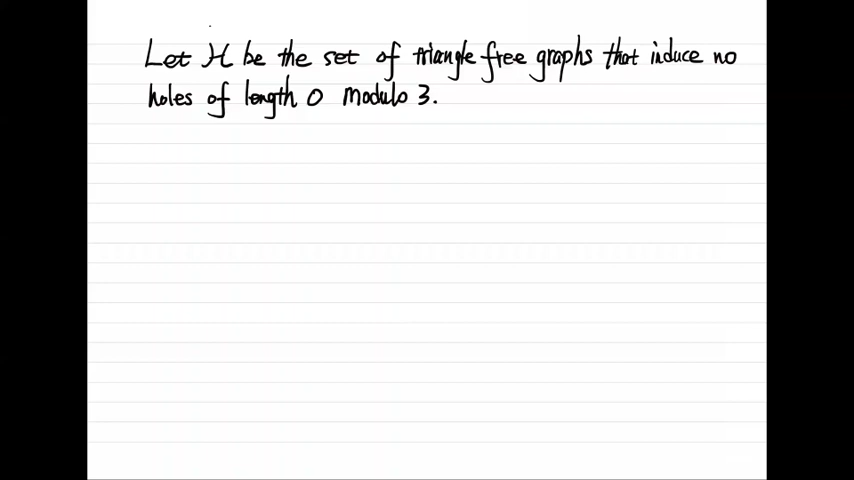 Let H be the set of triangle free graphs that induce no
holes of length 0 modulo 3.